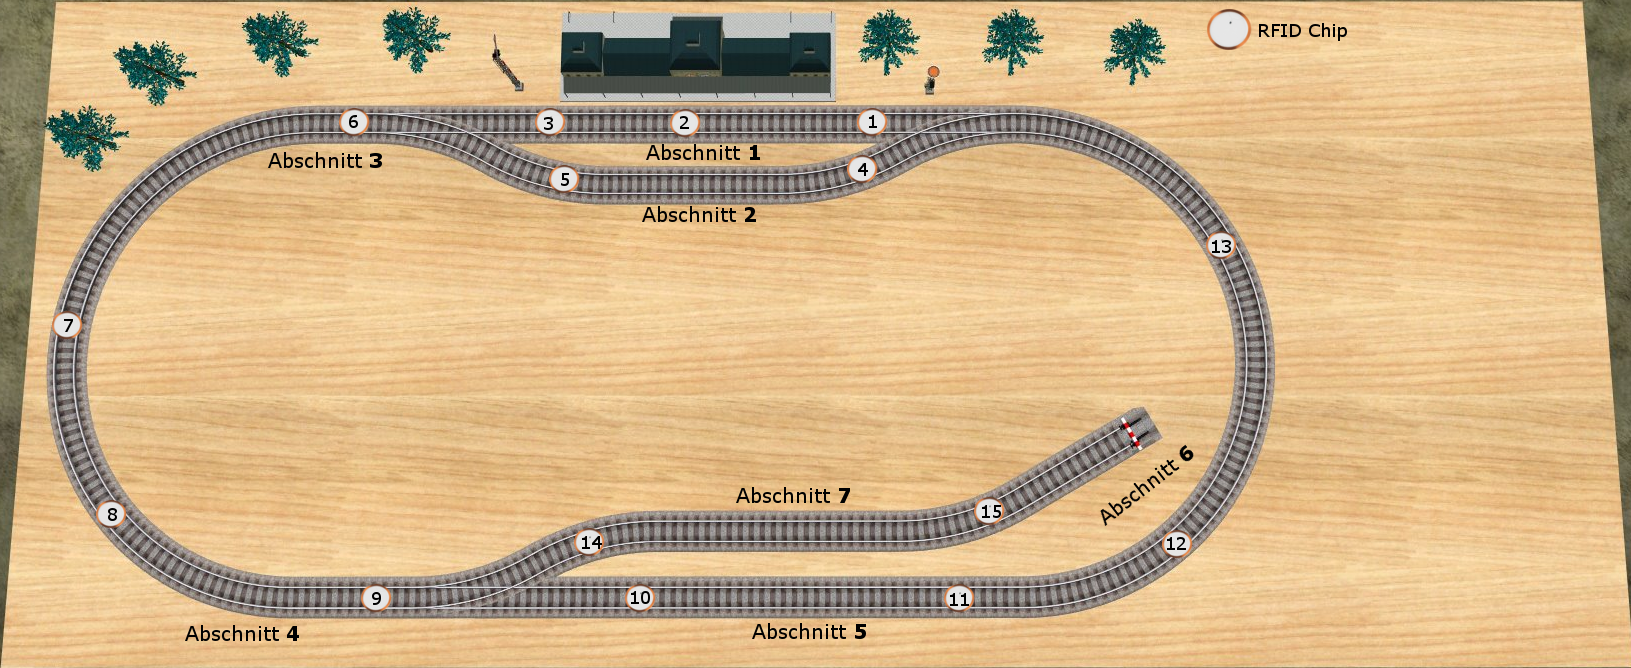 RFID Chip
6
3
2
1
Abschnitt 3
Abschnitt 1
5
4
Abschnitt 2
13
7
Abschnitt 6
Abschnitt 7
8
15
14
12
9
10
11
Abschnitt 4
Abschnitt 5